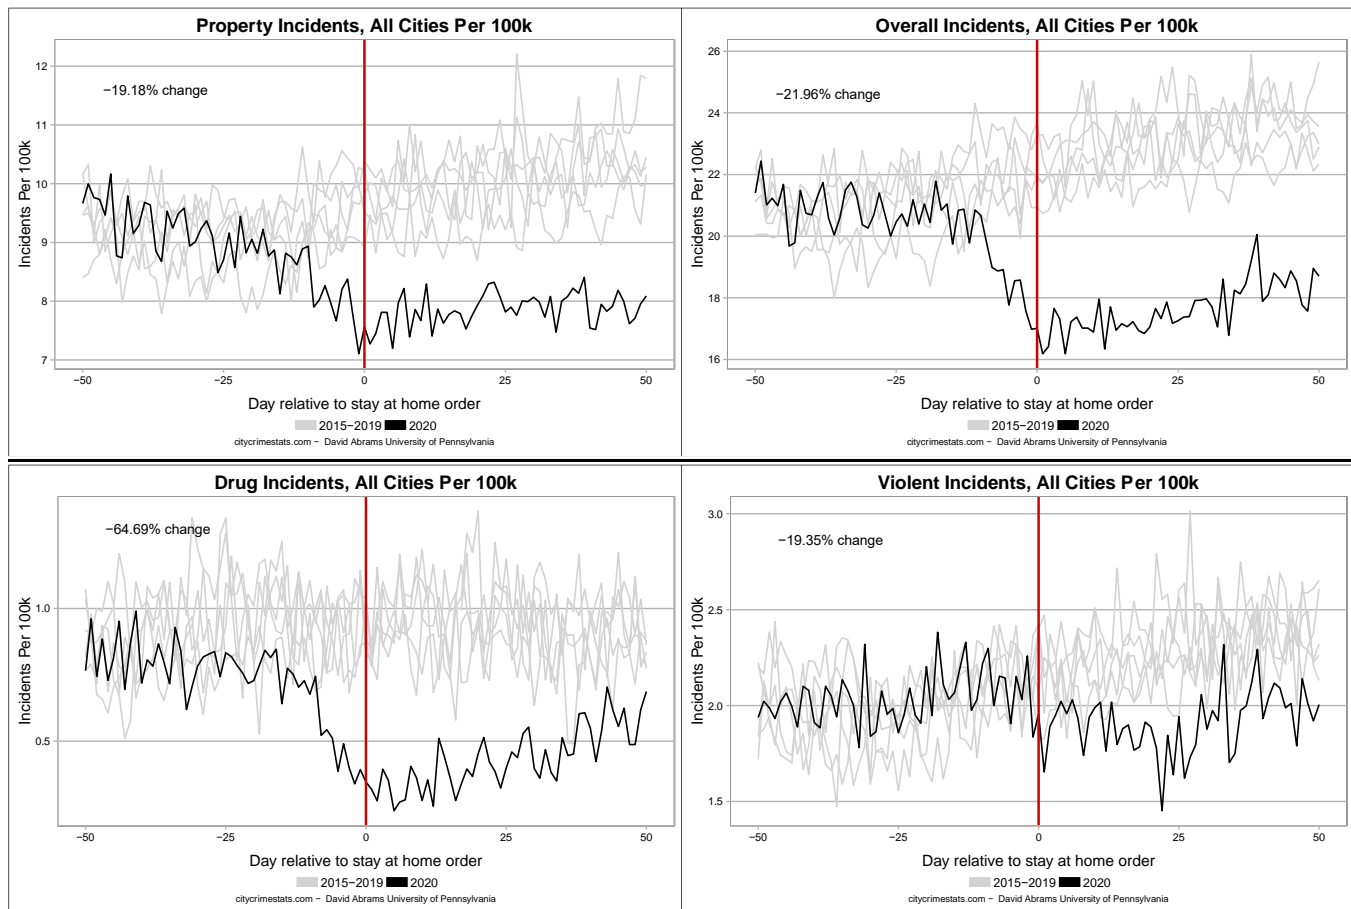 Property Incidents, All Cities Per 100k
−19.18% change
Incidents Per 100k
12
11
10
9
8
7
−50
−25
0
25
50
Day relative to stay at home order
2015−2019 2020
citycrimestats.com − David Abrams University of Pennsylvania
Overall Incidents, All Cities Per 100k
−21.96% change
Incidents Per 100k
26
24
22
20
18
16
−50
−25
0
25
50
Day relative to stay at home order
2015−2019 2020
citycrimestats.com − David Abrams University of Pennsylvania
Drug Incidents, All Cities Per 100k
−64.69% change
Incidents Per 100k
1.0
0.5
−50
−25
0
25
50
Day relative to stay at home order
2015−2019 2020
citycrimestats.com − David Abrams University of Pennsylvania
Violent Incidents, All Cities Per 100k
−19.35% change
Incidents Per 100k
3.0
2.5
2.0
1.5
−50
−25
0
25
50
Day relative to stay at home order
2015−2019 2020
citycrimestats.com − David Abrams University of Pennsylvania